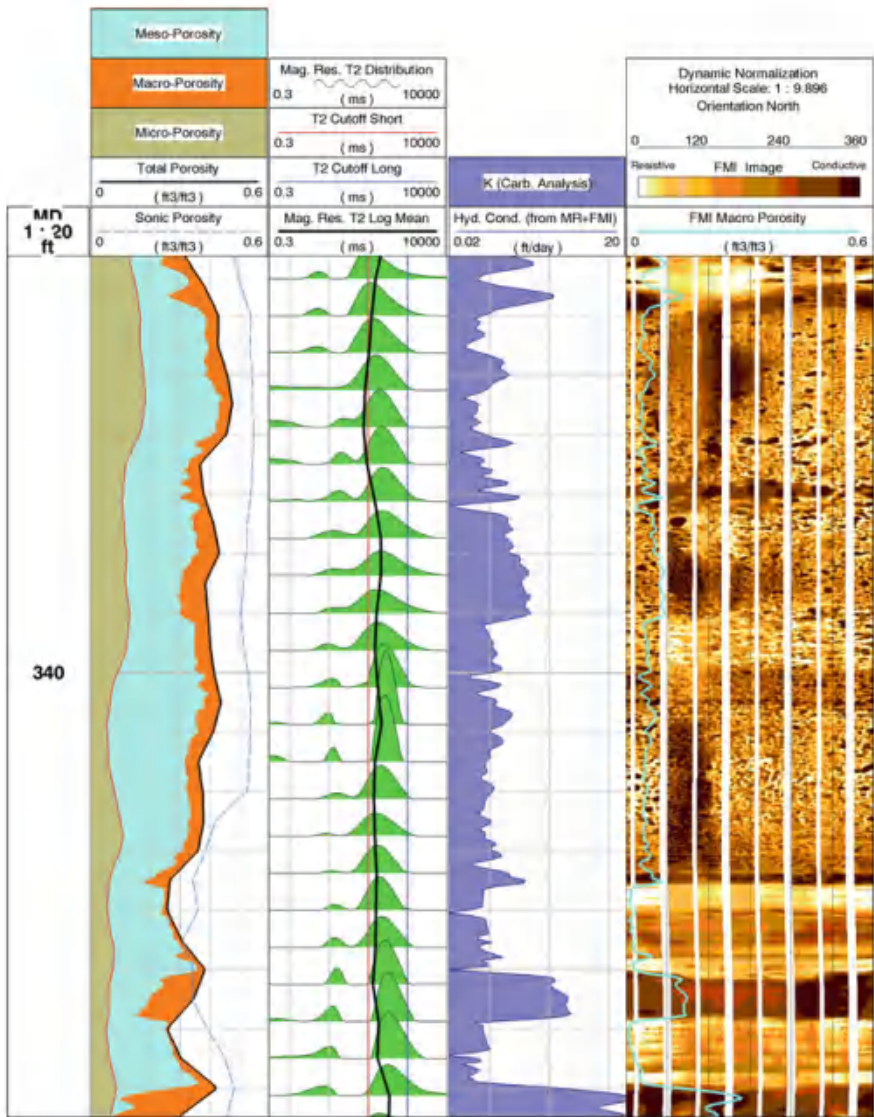 Meso-Porosity
Macro-Porosity
Micro-Porosity
Total Porosity
0 ( ft3/ft3 ) 0.6
MD
1 : 20
ft
Sonic Porosity
0 ( ft3/ft3 ) 0.6
Mag. Res. T2 Distribution
0.3 ( ms ) 10000
T2 Cutoff Short
0.3 ( ms ) 10000
T2 Cutoff Long
0.3 ( ms ) 10000
Mag. Res. T2 Log Mean
0.3 ( ms ) 10000
K (Carb. Analysis)
Hyd. Cond. (from MR+FMI)
0.02 ( ft/day ) 20
Dynamic Normalization
Horizontal Scale: 1 : 9.896
Orientation North
0 120 240 360
Resistive FMI Image Conductive
FMI Macro Porosity
0 ( ft3/ft3 ) 0.6
340